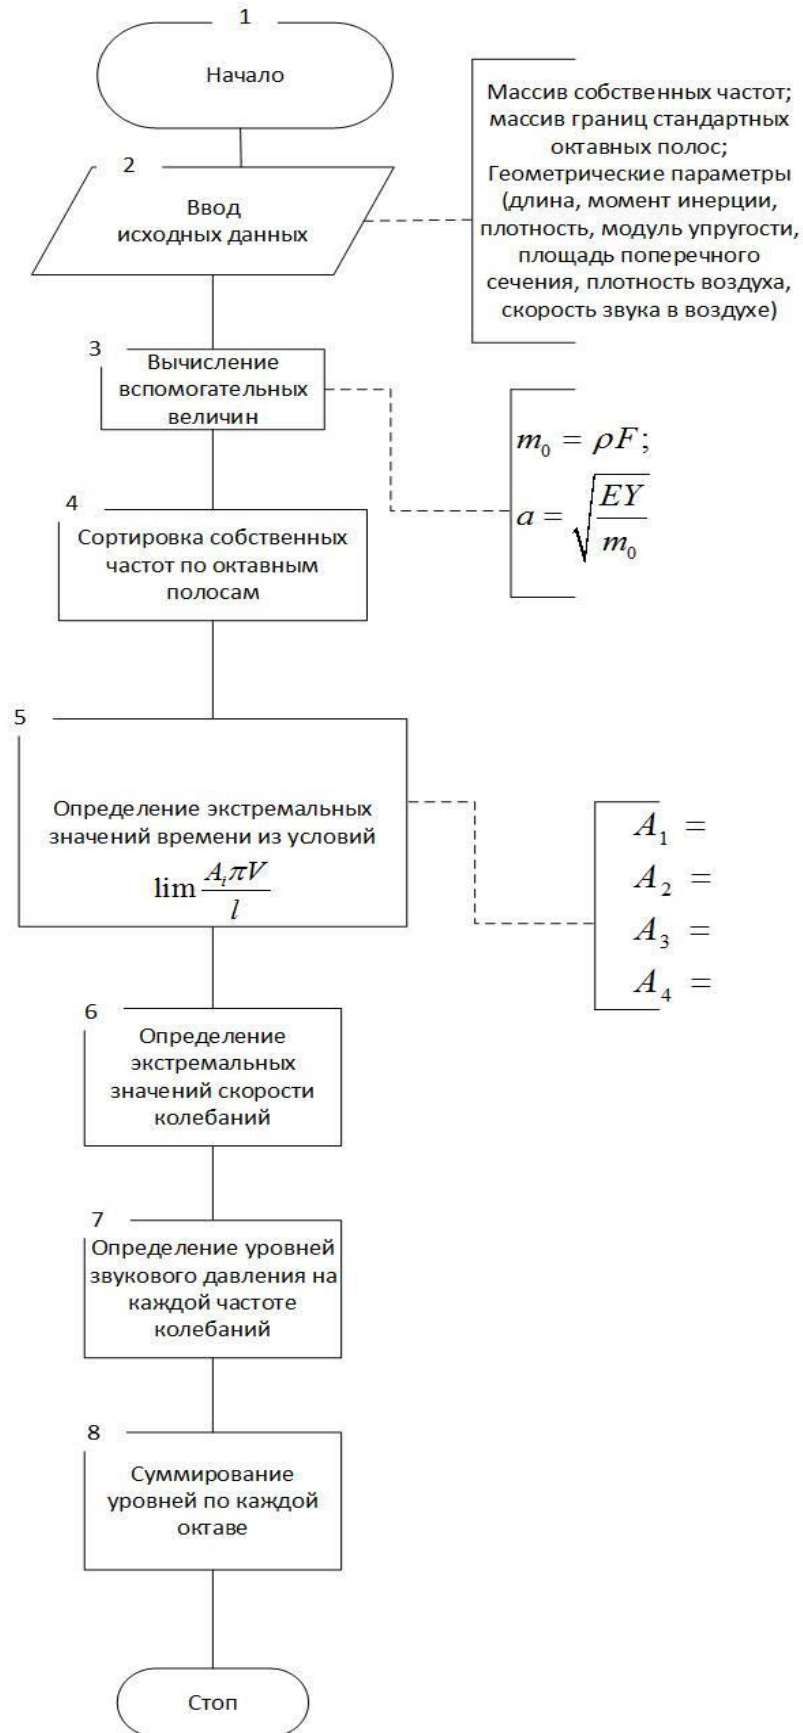 1
Начало
Массив собственных частот;
массив границ стандартных
октавных полос;
Геометрические параметры
(длина, момент инерции,
плотность, модуль упругости,
площадь поперечного
сечения, плотность воздуха,
скорость звука в воздухе)
2
Ввод
исходных данных
3
Вычисление
вспомогательных
величин
m₀ = ρF;
a = √(EY/m₀)
4
Сортировка собственных
частот по октавным
полосам
5
Определение экстремальных
значений времени из условий
lim AᵢπV/l
A₁ =
A₂ =
A₃ =
A₄ =
6
Определение
экстремальных
значений скорости
колебаний
7
Определение уровней
звукового давления на
каждой частоте
колебаний
8
Суммирование
уровней по каждой
октаве
Стоп